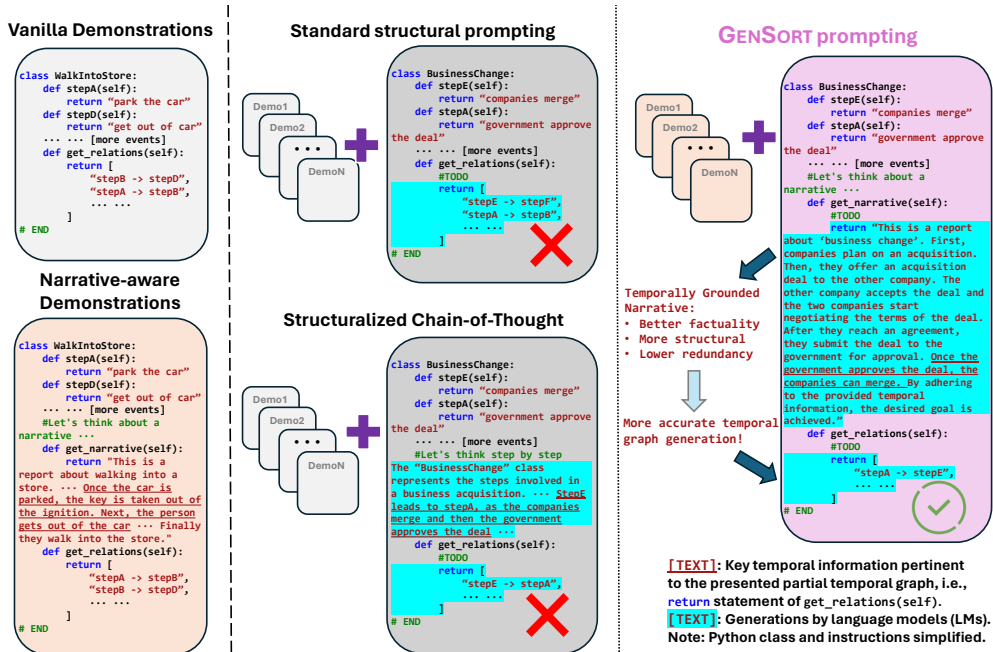 Vanilla Demonstrations
class WalkIntoStore:
def stepA(self):
return “park the car”
def stepD(self):
return “get out of car”
... ... [more events]
def get_relations(self):
return [
“stepB -> stepD”,
“stepA -> stepB”,
... ...
]
# END
Narrative-aware
Demonstrations
class WalkIntoStore:
def stepA(self):
return “park the car”
def stepD(self):
return “get out of car”
... ... [more events]
#Let's think about a
narrative ...
def get_narrative(self):
return "This is a
report about walking into a
store. ... Once the car is
parked, the key is taken out of
the ignition. Next, the person
gets out of the car ... Finally
they walk into the store."
def get_relations(self):
return [
“stepA -> stepB”,
“stepB -> stepD”,
... ...
]
# END
Standard structural prompting
Demo1
Demo2
...
DemoN
class BusinessChange:
def stepE(self):
return “companies merge”
def stepA(self):
return “government approve
the deal”
... ... [more events]
def get_relations(self):
#TODO
return [
“stepE -> stepF”,
“stepA -> stepB”,
... ...
]
# END
Structuralized Chain-of-Thought
Demo1
Demo2
...
DemoN
class BusinessChange:
def stepE(self):
return “companies merge”
def stepA(self):
return “government approve
the deal”
... ... [more events]
#Let's think step by step
The “BusinessChange” class
represents the steps involved in
a business acquisition. ... StepE
leads to stepA, as the companies
merge and then the government
approves the deal ...
def get_relations(self):
#TODO
return [
“stepE -> stepA”,
... ...
]
# END
GENSORT prompting
Demo1
Demo2
...
DemoN
class BusinessChange:
def stepE(self):
return “companies merge”
def stepA(self):
return “government approve
the deal”
... ... [more events]
#Let's think about a
narrative ...
def get_narrative(self):
#TODO
return “This is a report
about ‘business change’. First,
companies plan on an acquisition.
Then, they offer an acquisition
deal to the other company. The
other company accepts the deal and
the two companies start
negotiating the terms of the deal.
After they reach an agreement,
they submit the deal to the
government for approval. Once the
government approves the deal, the
companies can merge. By adhering
to the provided temporal
information, the desired goal is
achieved.”
def get_relations(self):
#TODO
return [
“stepA -> stepE”,
... ...
]
# END
Temporally Grounded
Narrative:
• Better factuality
• More structural
• Lower redundancy
More accurate temporal
graph generation!
[TEXT]: Key temporal information pertinent
to the presented partial temporal graph, i.e.,
return statement of get_relations(self).
[TEXT]: Generations by language models (LMs).
Note: Python class and instructions simplified.